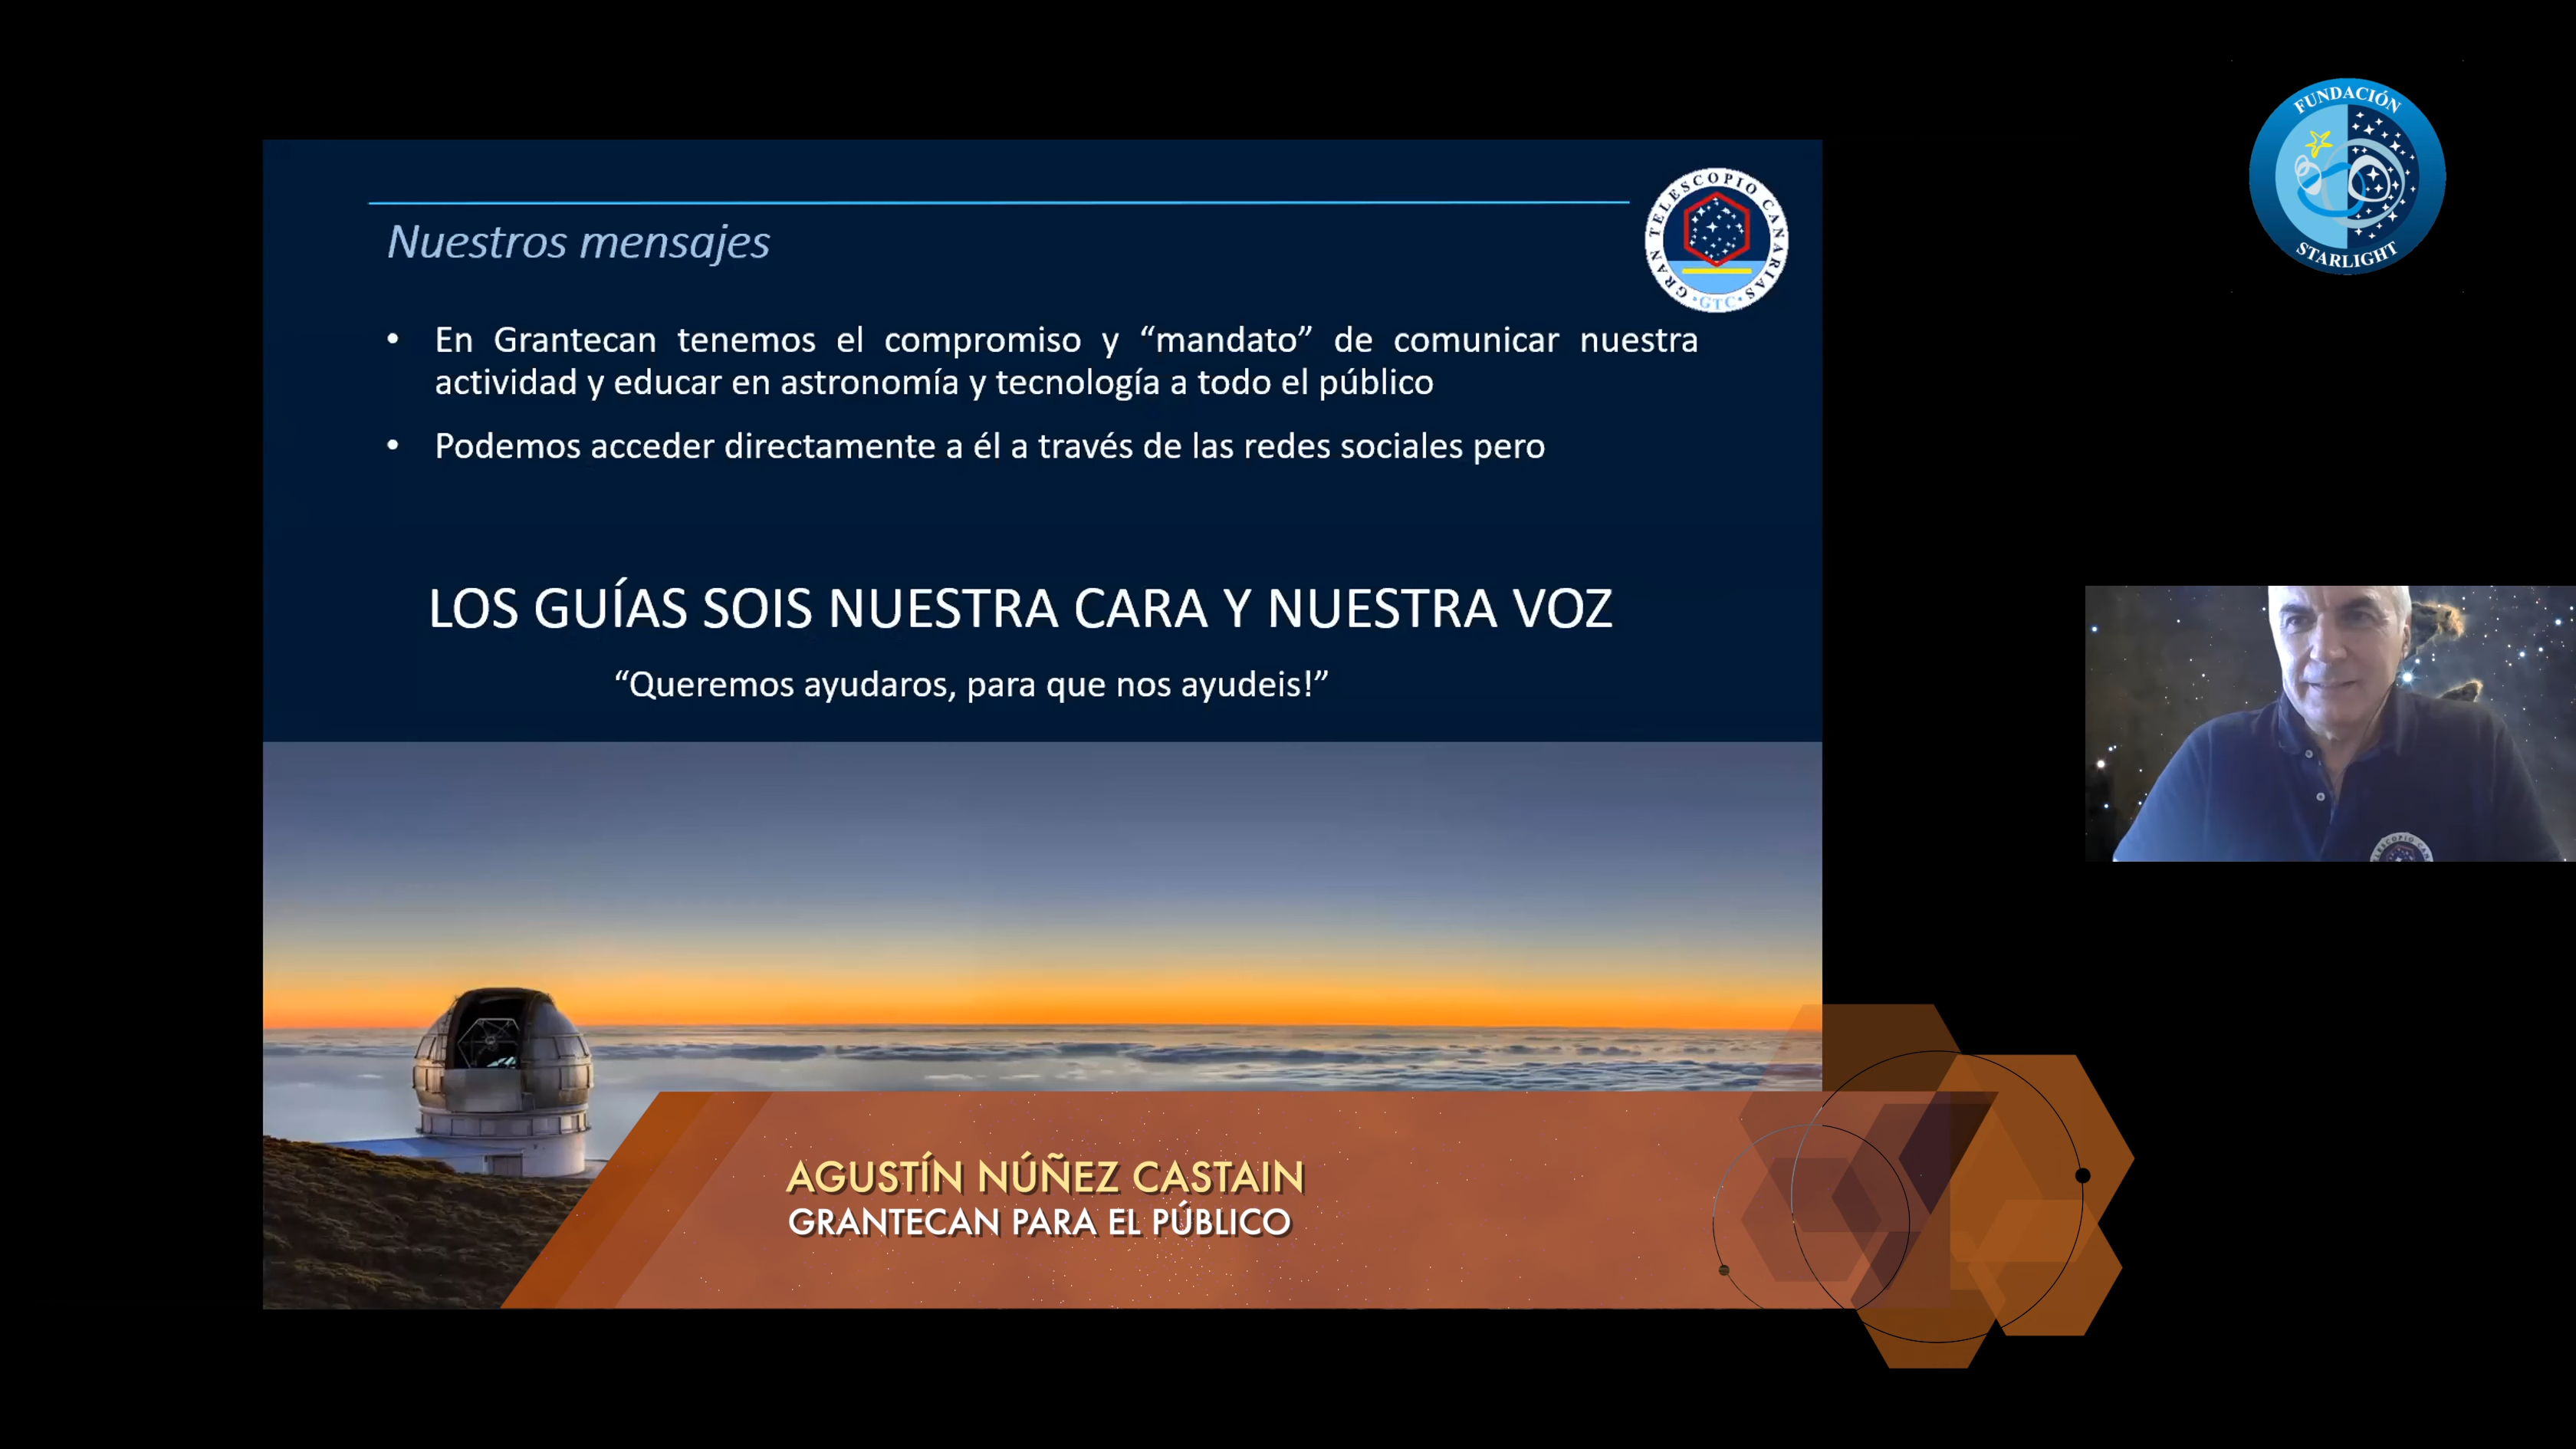 FUNDACIÓN
STARLIGHT
GRAN TELESCOPIO CANARIAS
•GTC•
Nuestros mensajes
• En Grantecan tenemos el compromiso y “mandato” de comunicar nuestra
actividad y educar en astronomía y tecnología a todo el público
• Podemos acceder directamente a él a través de las redes sociales pero
LOS GUÍAS SOIS NUESTRA CARA Y NUESTRA VOZ
“Queremos ayudaros, para que nos ayudeis!”
AGUSTÍN NÚÑEZ CASTAIN
GRANTECAN PARA EL PÚBLICO